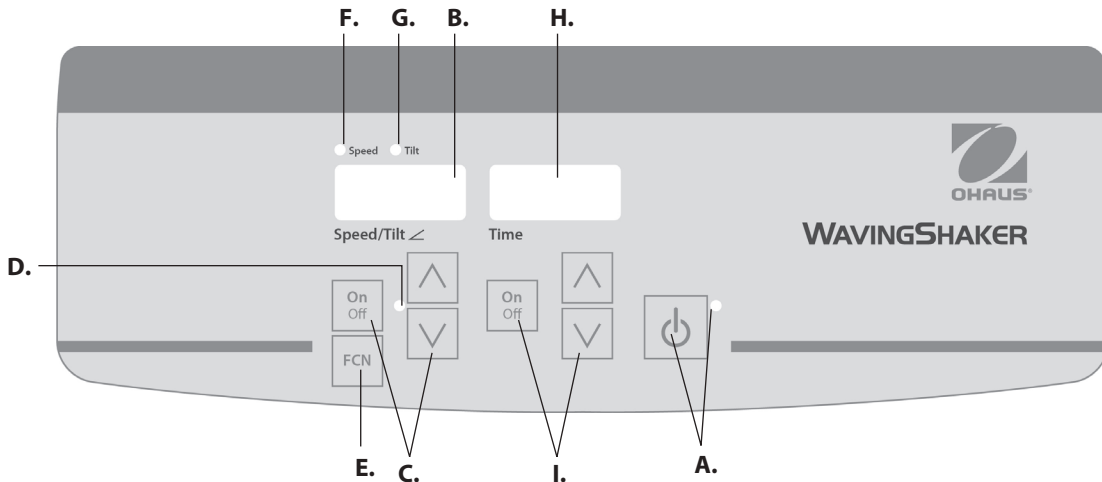 F. G. B. H.
Speed Tilt
OHAUS®
Speed/Tilt Time
WAVINGSHAKER
D.
On Off
On Off
FCN
E. C. I. A.